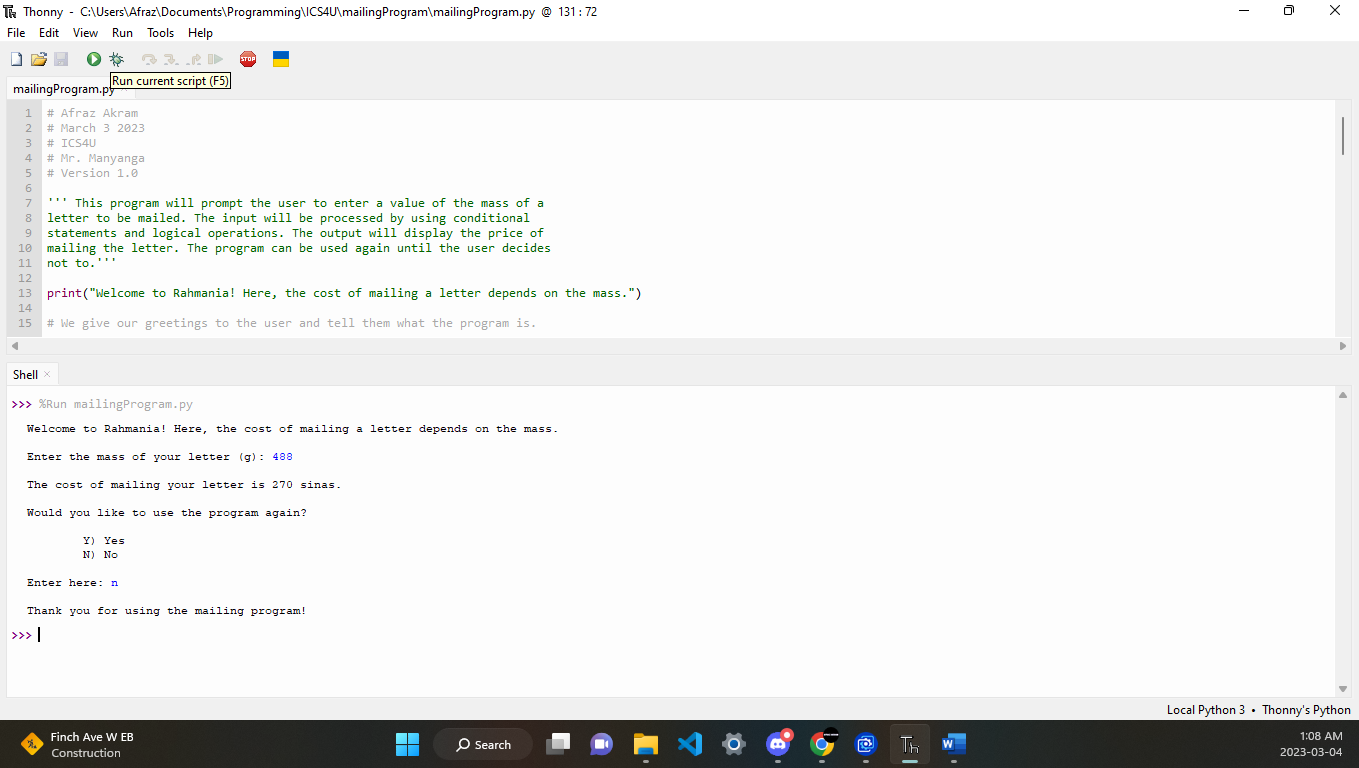 Thonny - C:\Users\Afraz\Documents\Programming\ICS4U\mailingProgram\mailingProgram.py @ 131 : 72
File Edit View Run Tools Help
STOP
Run current script (F5)
mailingProgram.py
1 # Afraz Akram
2 # March 3 2023
3 # ICS4U
4 # Mr. Manyanga
5 # Version 1.0
6
7 ''' This program will prompt the user to enter a value of the mass of a
8 letter to be mailed. The input will be processed by using conditional
9 statements and logical operations. The output will display the price of
10 mailing the letter. The program can be used again until the user decides
11 not to.'''
12
13 print("Welcome to Rahmania! Here, the cost of mailing a letter depends on the mass.")
14
15 # We give our greetings to the user and tell them what the program is.
Shell
>>> %Run mailingProgram.py
Welcome to Rahmania! Here, the cost of mailing a letter depends on the mass.
Enter the mass of your letter (g): 488
The cost of mailing your letter is 270 sinas.
Would you like to use the program again?
Y) Yes
N) No
Enter here: n
Thank you for using the mailing program!
>>>
Local Python 3 • Thonny's Python
Finch Ave W EB
Construction
Search
1:08 AM
2023-03-04